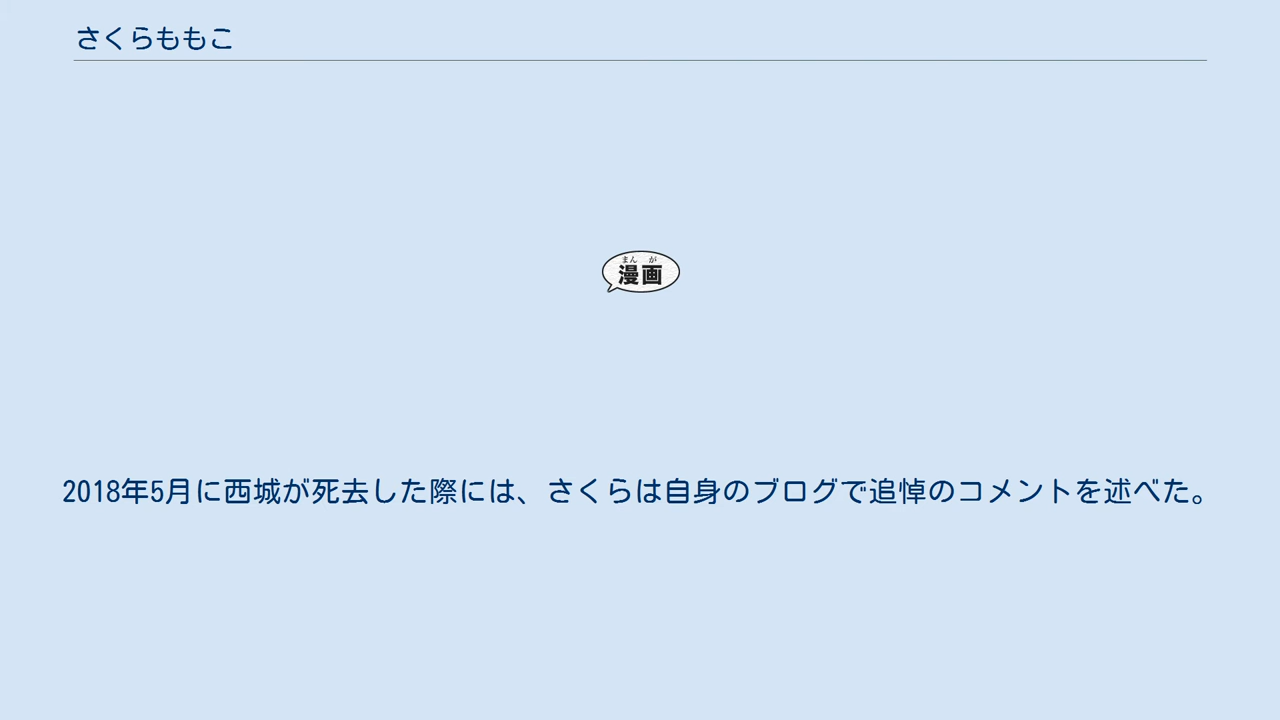 さくらももこ
まんが
漫画
2018年5月に西城が死去した際には、さくらは自身のブログで追悼のコメントを述べた。